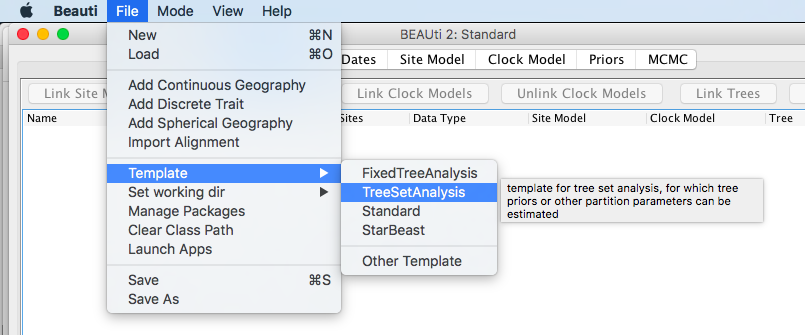 Beauti File Mode View Help
BEAUti 2: Standard
Dates Site Model Clock Model Priors MCMC
Link Site M Link Clock Models Unlink Clock Models Link Trees
Name Sites Data Type Site Model Clock Model Tree
New ⌘N
Load ⌘O
Add Continuous Geography
Add Discrete Trait
Add Spherical Geography
Import Alignment
Template
Set working dir
Manage Packages
Clear Class Path
Launch Apps
Save ⌘S
Save As
FixedTreeAnalysis
TreeSetAnalysis
Standard
StarBeast
Other Template
template for tree set analysis, for which tree
priors or other partition parameters can be
estimated